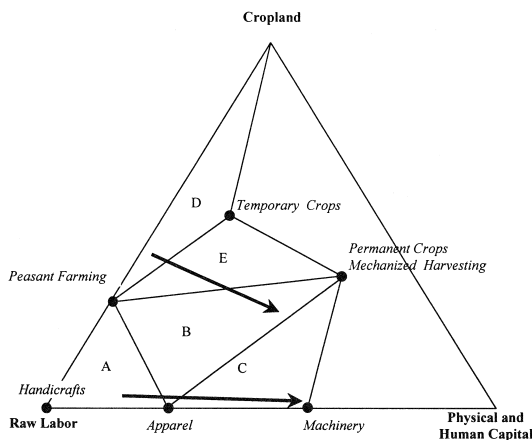 Cropland
D
Temporary Crops
E
Permanent Crops
Mechanized Harvesting
Peasant Farming
B
A
C
Handicrafts
Raw Labor
Apparel
Machinery
Physical and
Human Capital